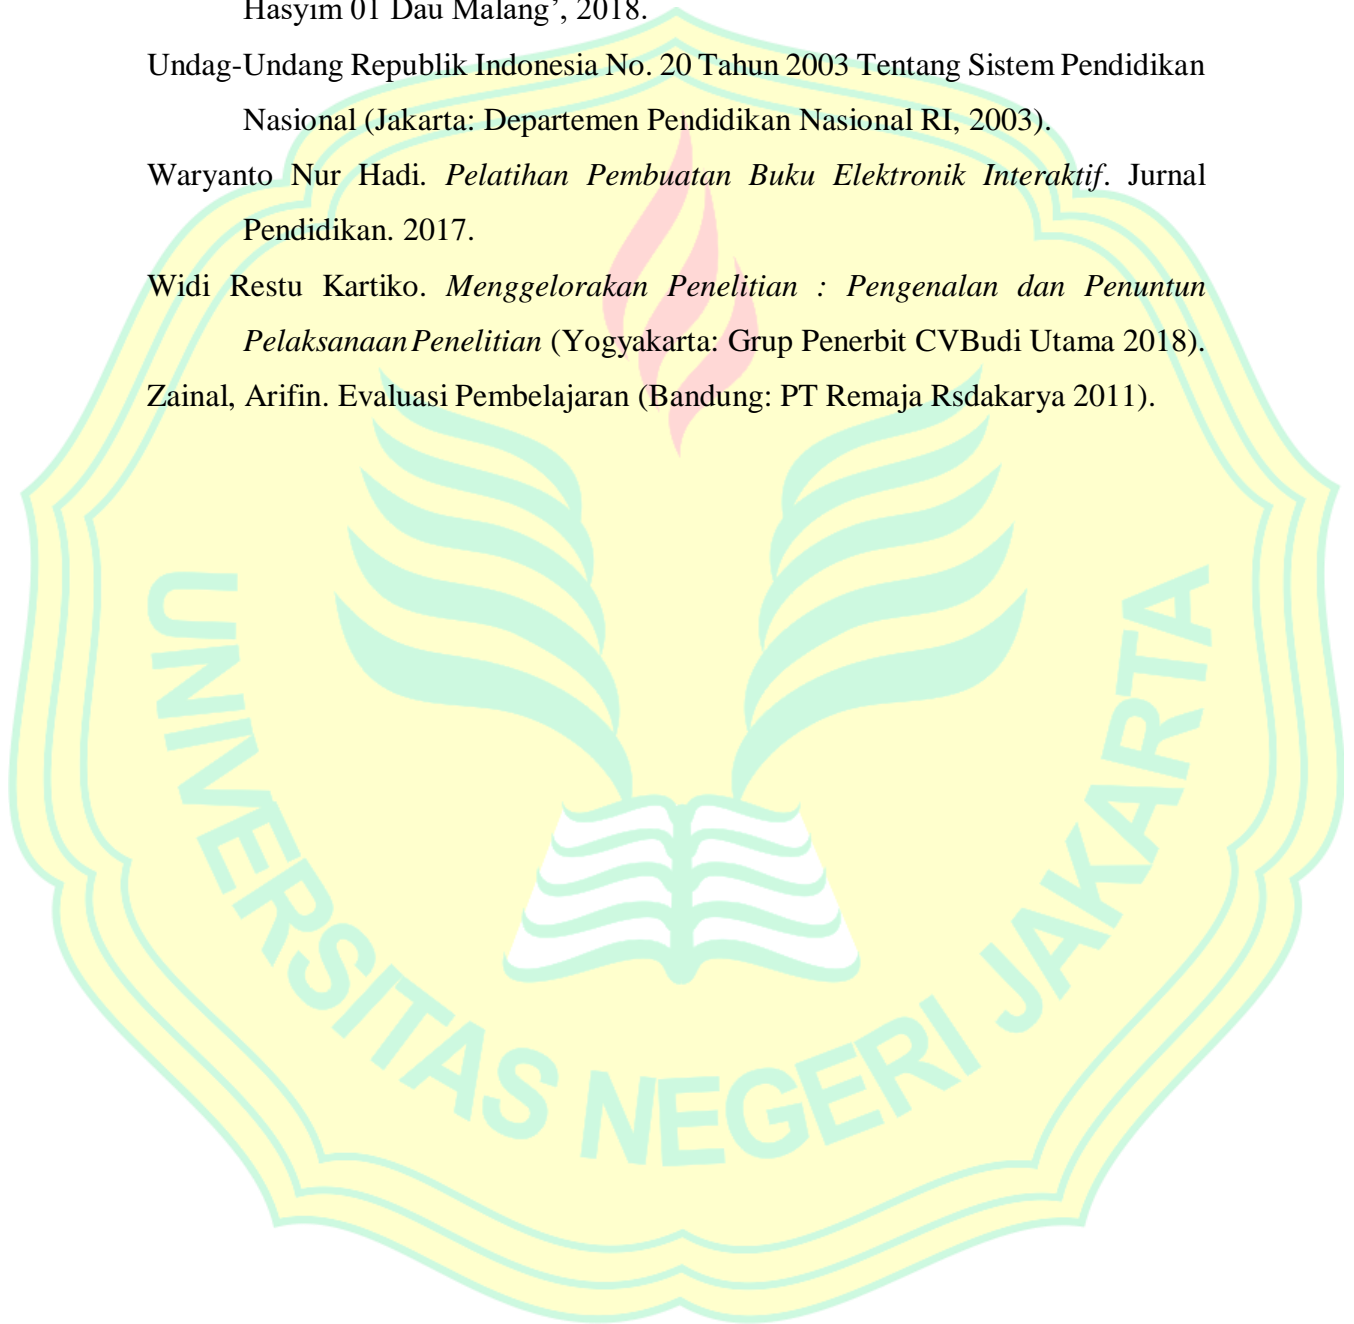 Hasyim 01 Dau Malang’, 2018.
Undag-Undang Republik Indonesia No. 20 Tahun 2003 Tentang Sistem Pendidikan
Nasional (Jakarta: Departemen Pendidikan Nasional RI, 2003).
Waryanto Nur Hadi. Pelatihan Pembuatan Buku Elektronik Interaktif. Jurnal
Pendidikan. 2017.
Widi Restu Kartiko. Menggelorakan Penelitian : Pengenalan dan Penuntun
Pelaksanaan Penelitian (Yogyakarta: Grup Penerbit CVBudi Utama 2018).
Zainal, Arifin. Evaluasi Pembelajaran (Bandung: PT Remaja Rsdakarya 2011).
UNIVERSITAS NEGERI JAKARTA